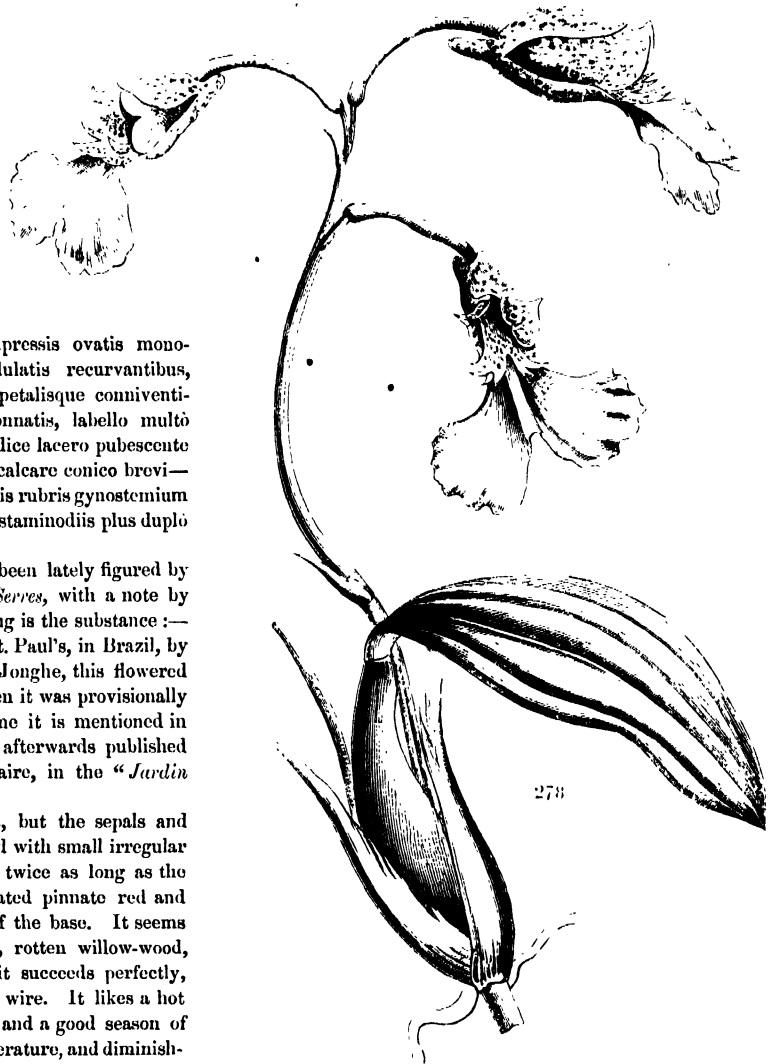 pressis ovatis mono-
lulatis recurvantibus,
petalisque conniventi-
onnatis, labello multò
dice lacero pubescente
calcare conico brevi—
is rubris gynostemium
staminodiis plus duplò
been lately figured by
Serres, with a note by
ng is the substance :—
t. Paul's, in Brazil, by
Jonghe, this flowered
en it was provisionally
me it is mentioned in
afterwards published
aire, in the “Jardin
, but the sepals and
l with small irregular
twice as long as the
ated pinnate red and
f the base. It seems
, rotten willow-wood,
it succeeds perfectly,
wire. It likes a hot
and a good season of
erature, and diminish-
278